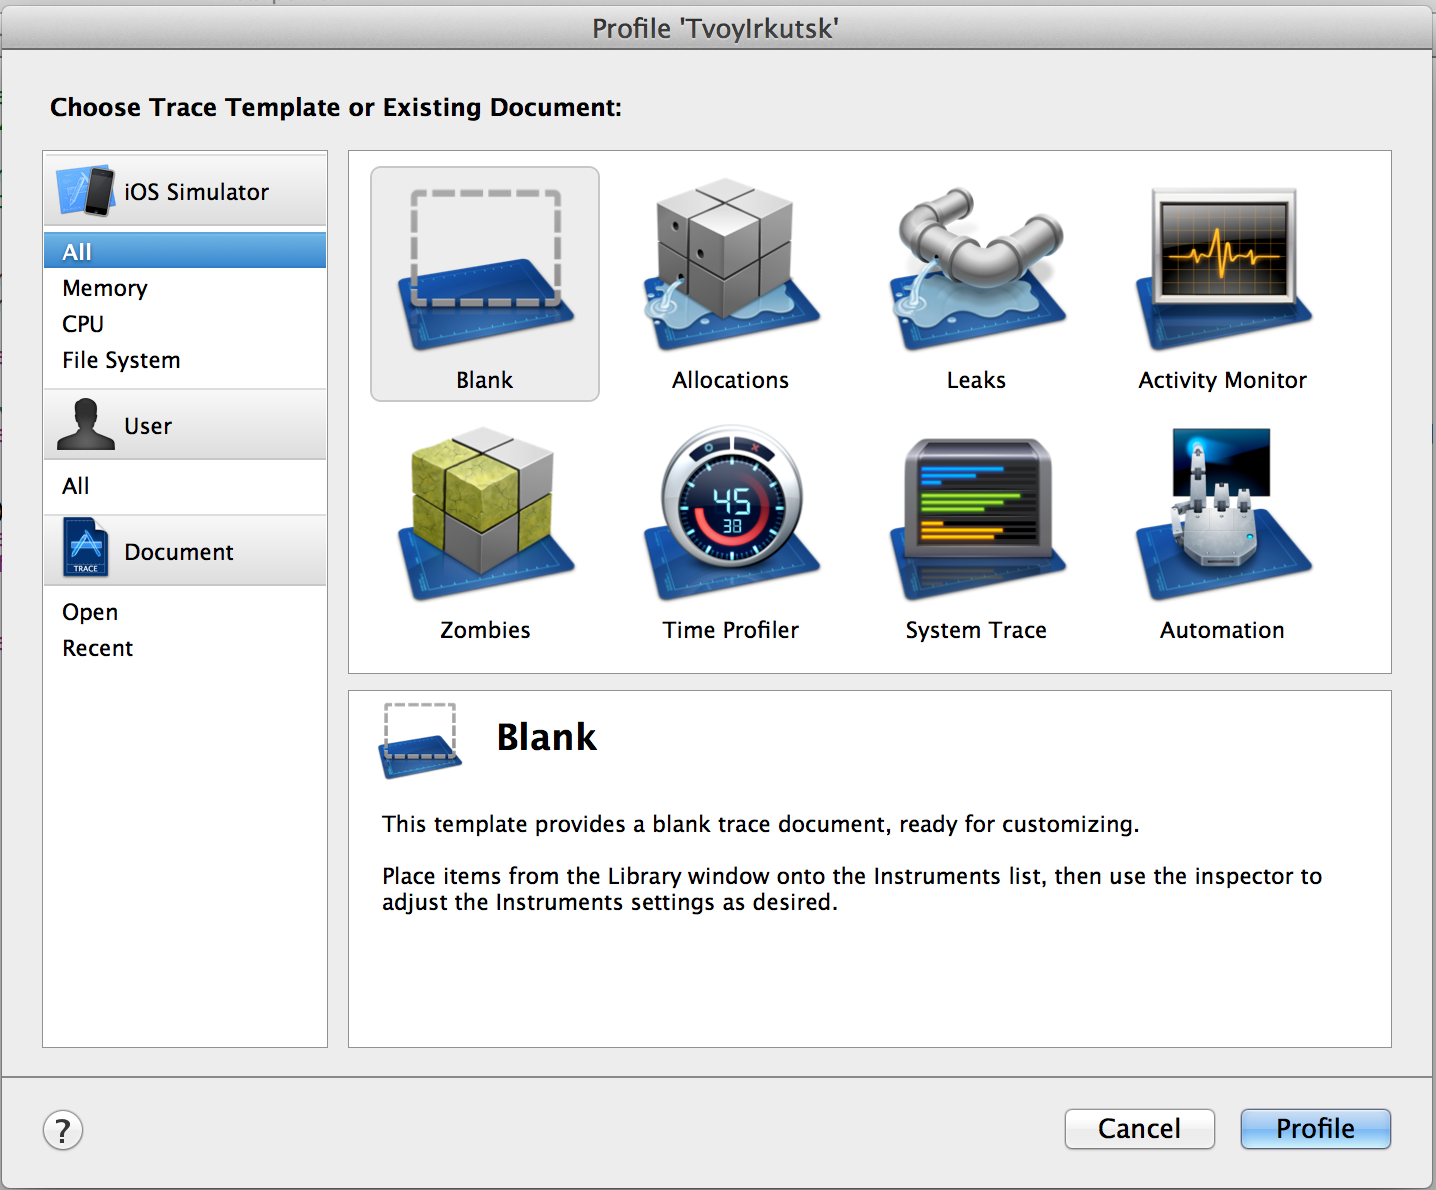 Profile 'TvoyIrkutsk'
Choose Trace Template or Existing Document:
iOS Simulator
All
Memory
CPU
File System
User
All
TRACE
Document
Open
Recent
Blank
Allocations
Leaks
Activity Monitor
45
38
Zombies
Time Profiler
System Trace
Automation
Blank
This template provides a blank trace document, ready for customizing.
Place items from the Library window onto the Instruments list, then use the inspector to
adjust the Instruments settings as desired.
?
Cancel
Profile